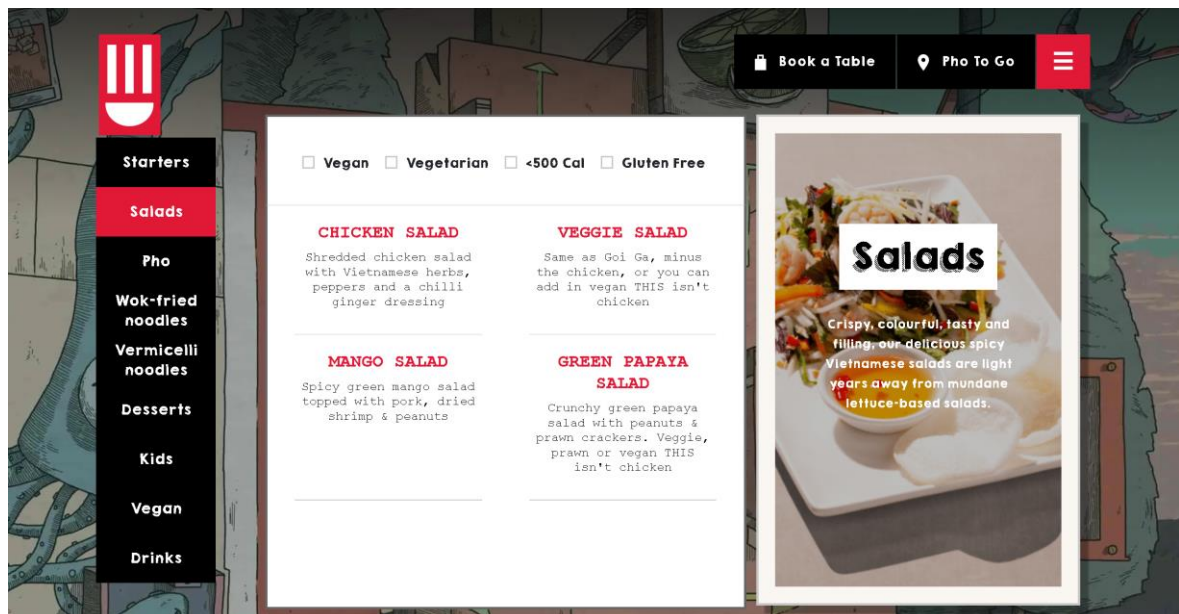 Book a Table
Pho To Go
Starters
Salads
Pho
Wok-fried
noodles
Vermicelli
noodles
Desserts
Kids
Vegan
Drinks
Vegan
Vegetarian
<500 Cal
Gluten Free
CHICKEN SALAD
Shredded chicken salad
with Vietnamese herbs,
peppers and a chilli
ginger dressing
VEGGIE SALAD
Same as Goi Ga, minus
the chicken, or you can
add in vegan THIS isn't
chicken
MANGO SALAD
Spicy green mango salad
topped with pork, dried
shrimp & peanuts
GREEN PAPAYA
SALAD
Crunchy green papaya
salad with peanuts &
prawn crackers. Veggie,
prawn or vegan THIS
isn't chicken
Salads
Crispy, colourful, tasty and
filling, our delicious spicy
Vietnamese salads are light
years away from mundane
lettuce-based salads.